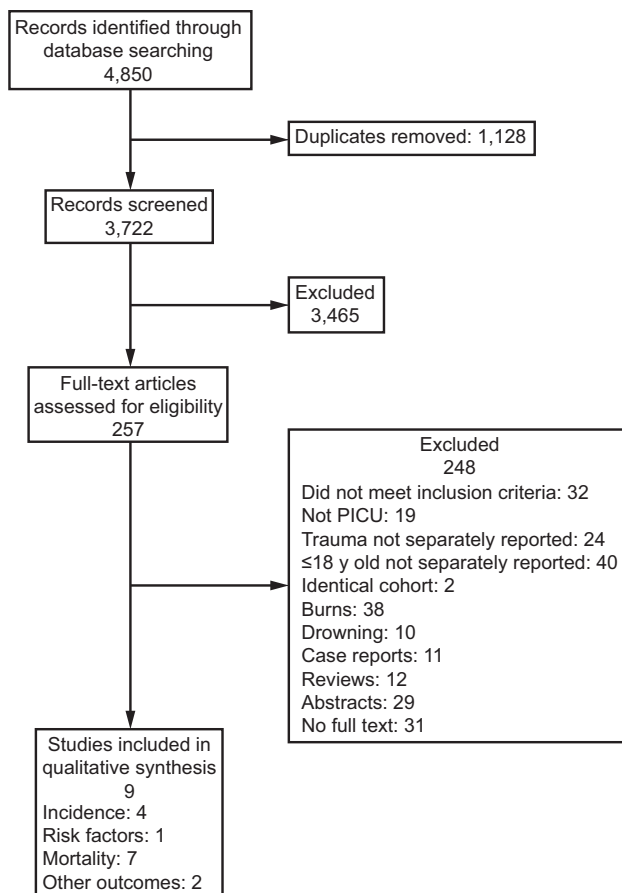 Records identified through
database searching
4,850
Duplicates removed: 1,128
Records screened
3,722
Excluded
3,465
Full-text articles
assessed for eligibility
257
Excluded
248
Did not meet inclusion criteria: 32
Not PICU: 19
Trauma not separately reported: 24
≤18 y old not separately reported: 40
Identical cohort: 2
Burns: 38
Drowning: 10
Case reports: 11
Reviews: 12
Abstracts: 29
No full text: 31
Studies included in
qualitative synthesis
9
Incidence: 4
Risk factors: 1
Mortality: 7
Other outcomes: 2